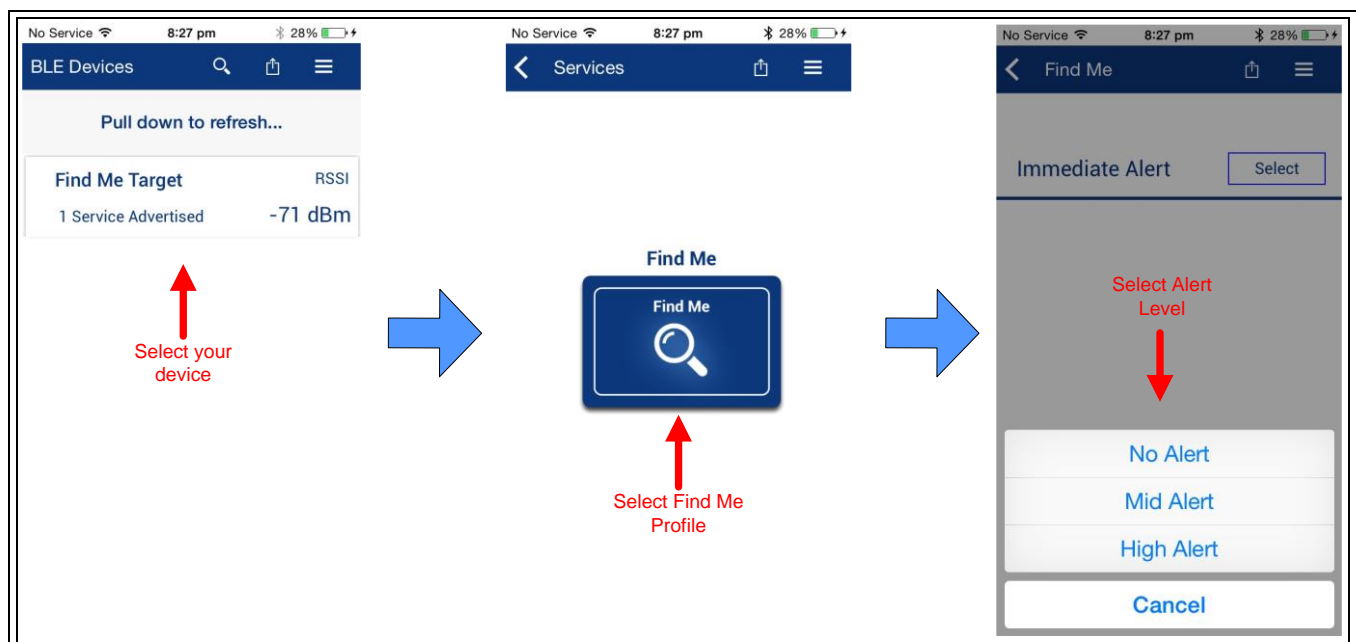 No Service 8:27 pm 28%
BLE Devices
Pull down to refresh...
Find Me Target RSSI
1 Service Advertised -71 dBm
Select your
device
No Service 8:27 pm 28%
Services
Find Me
Find Me
Select Find Me
Profile
No Service 8:27 pm 28%
Find Me
Immediate Alert Select
Select Alert
Level
No Alert
Mid Alert
High Alert
Cancel